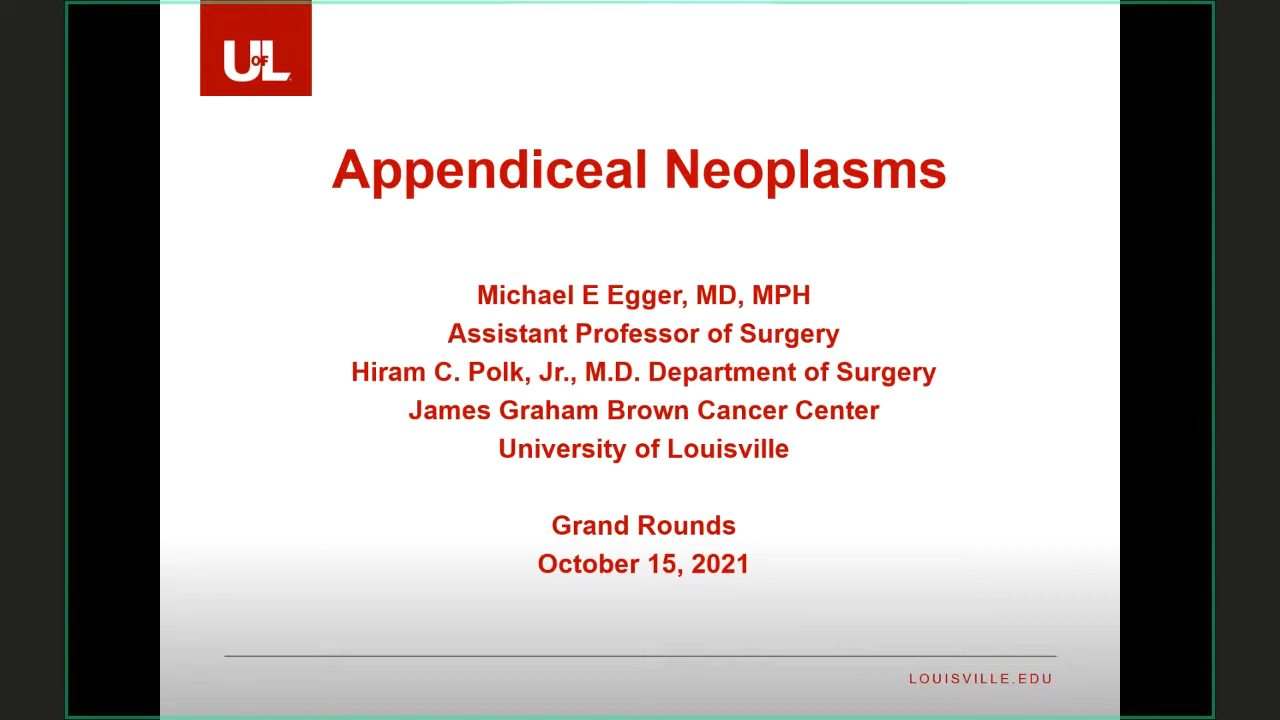 UofL
Appendiceal Neoplasms
Michael E Egger, MD, MPH
Assistant Professor of Surgery
Hiram C. Polk, Jr., M.D. Department of Surgery
James Graham Brown Cancer Center
University of Louisville
Grand Rounds
October 15, 2021
LOUISVILLE.EDU